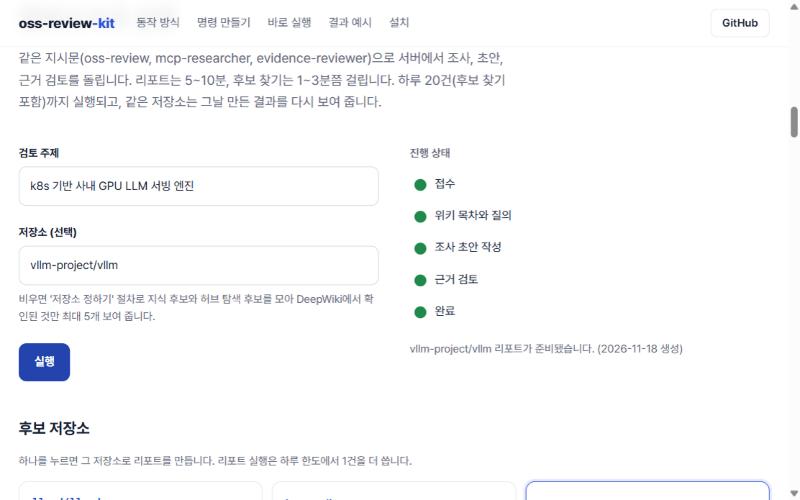 oss-review-kit
동작 방식
명령 만들기
바로 실행
결과 예시
설치
GitHub
같은 지시문(oss-review, mcp-researcher, evidence-reviewer)으로 서버에서 조사, 초안,
근거 검토를 돌립니다. 리포트는 5~10분, 후보 찾기는 1~3분쯤 걸립니다. 하루 20건(후보 찾기
포함)까지 실행되고, 같은 저장소는 그날 만든 결과를 다시 보여 줍니다.
검토 주제
k8s 기반 사내 GPU LLM 서빙 엔진
저장소 (선택)
vllm-project/vllm
비우면 '저장소 정하기' 절차로 지식 후보와 허브 탐색 후보를 모아 DeepWiki에서 확
인된 것만 최대 5개 보여 줍니다.
실행
진행 상태
접수
위키 목차와 질의
조사 초안 작성
근거 검토
완료
vllm-project/vllm 리포트가 준비됐습니다. (2026-11-18 생성)
후보 저장소
하나를 누르면 그 저장소로 리포트를 만듭니다. 리포트 실행은 하루 한도에서 1건을 더 씁니다.